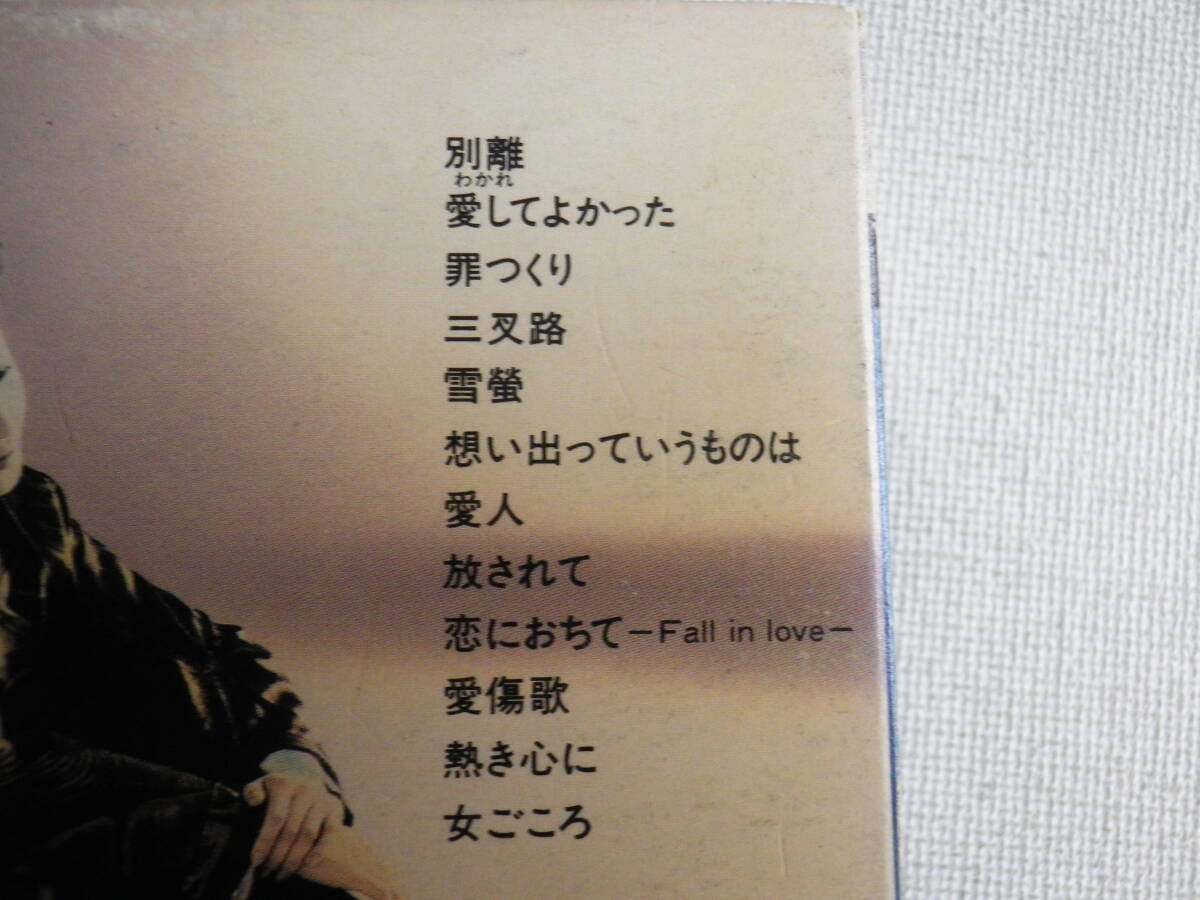 別離
わかれ
愛してよかった
罪つくり
三叉路
雪螢
想い出っていうものは
愛人
放されて
恋におちて－Fall in love－
愛傷歌
熱き心に
女ごころ